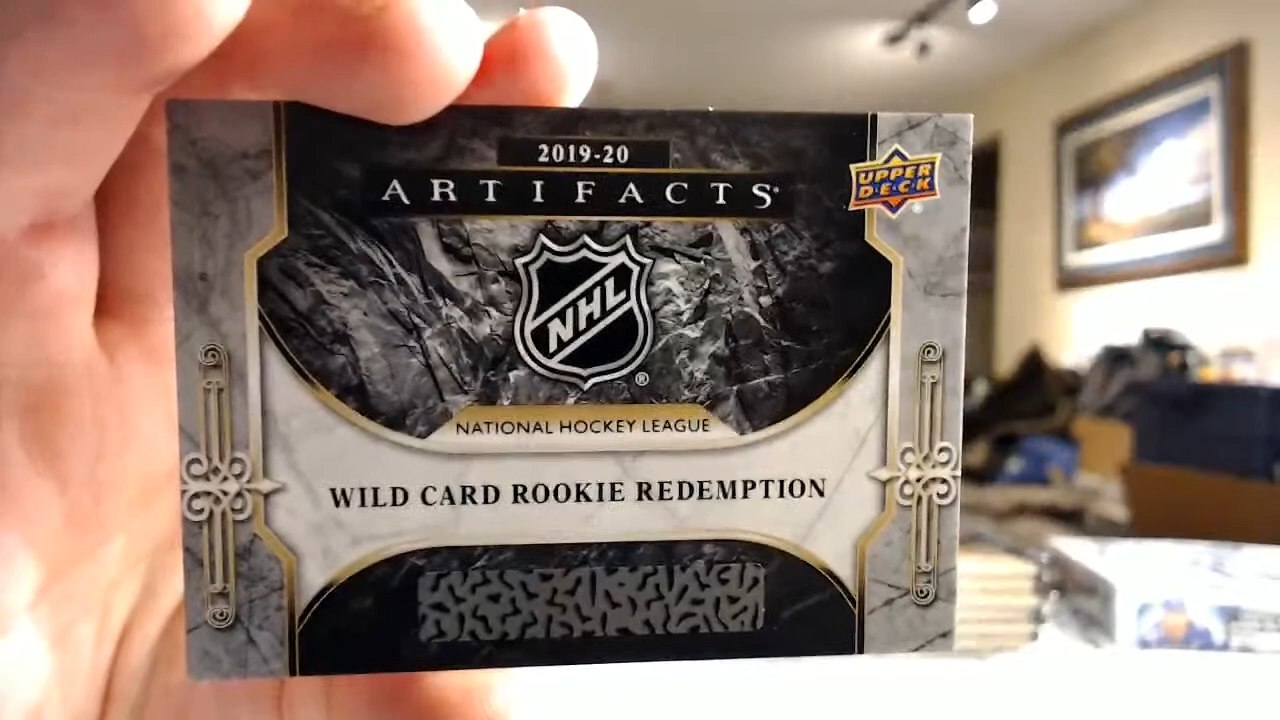 2019-20
ARTIFACTS
UPPER
DECK
NHL
®
NATIONAL HOCKEY LEAGUE
WILD CARD ROOKIE REDEMPTION